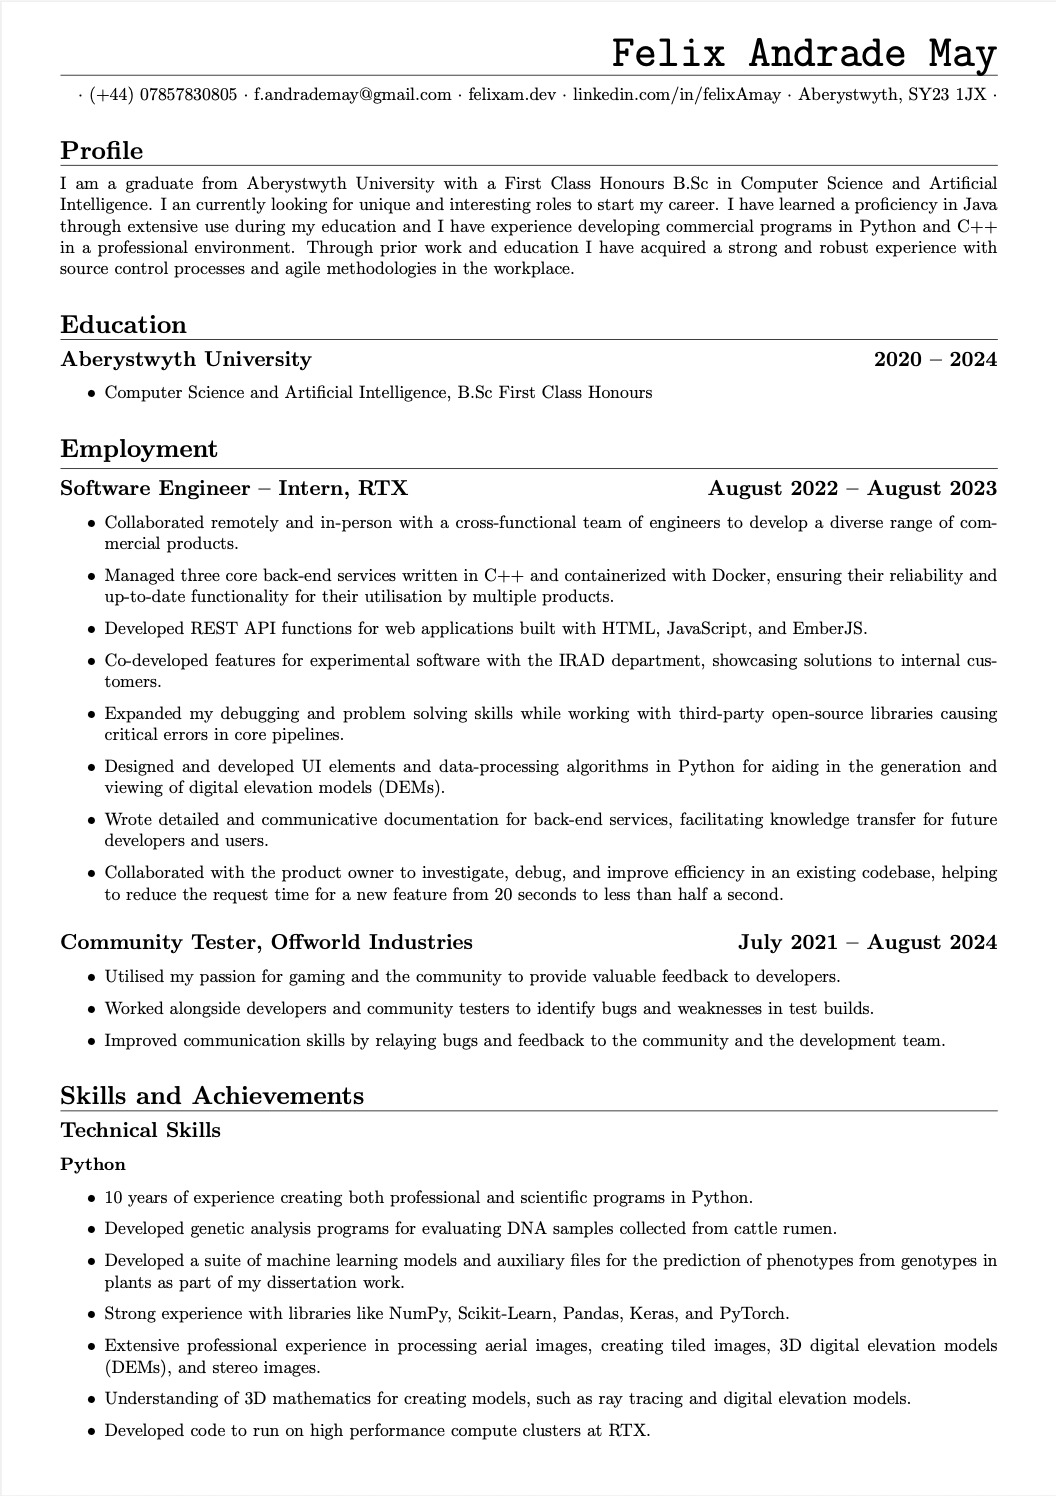 Felix Andrade May
· (+44) 07857830805 · f.andrademay@gmail.com · felixam.dev · linkedin.com/in/felixAmay · Aberystwyth, SY23 1JX ·
Profile
I am a graduate from Aberystwyth University with a First Class Honours B.Sc in Computer Science and Artificial
Intelligence. I an currently looking for unique and interesting roles to start my career. I have learned a proficiency in Java
through extensive use during my education and I have experience developing commercial programs in Python and C++
in a professional environment. Through prior work and education I have acquired a strong and robust experience with
source control processes and agile methodologies in the workplace.
Education
Aberystwyth University 2020 – 2024
• Computer Science and Artificial Intelligence, B.Sc First Class Honours
Employment
Software Engineer – Intern, RTX August 2022 – August 2023
• Collaborated remotely and in-person with a cross-functional team of engineers to develop a diverse range of com-
mercial products.
• Managed three core back-end services written in C++ and containerized with Docker, ensuring their reliability and
up-to-date functionality for their utilisation by multiple products.
• Developed REST API functions for web applications built with HTML, JavaScript, and EmberJS.
• Co-developed features for experimental software with the IRAD department, showcasing solutions to internal cus-
tomers.
• Expanded my debugging and problem solving skills while working with third-party open-source libraries causing
critical errors in core pipelines.
• Designed and developed UI elements and data-processing algorithms in Python for aiding in the generation and
viewing of digital elevation models (DEMs).
• Wrote detailed and communicative documentation for back-end services, facilitating knowledge transfer for future
developers and users.
• Collaborated with the product owner to investigate, debug, and improve efficiency in an existing codebase, helping
to reduce the request time for a new feature from 20 seconds to less than half a second.
Community Tester, Offworld Industries July 2021 – August 2024
• Utilised my passion for gaming and the community to provide valuable feedback to developers.
• Worked alongside developers and community testers to identify bugs and weaknesses in test builds.
• Improved communication skills by relaying bugs and feedback to the community and the development team.
Skills and Achievements
Technical Skills
Python
• 10 years of experience creating both professional and scientific programs in Python.
• Developed genetic analysis programs for evaluating DNA samples collected from cattle rumen.
• Developed a suite of machine learning models and auxiliary files for the prediction of phenotypes from genotypes in
plants as part of my dissertation work.
• Strong experience with libraries like NumPy, Scikit-Learn, Pandas, Keras, and PyTorch.
• Extensive professional experience in processing aerial images, creating tiled images, 3D digital elevation models
(DEMs), and stereo images.
• Understanding of 3D mathematics for creating models, such as ray tracing and digital elevation models.
• Developed code to run on high performance compute clusters at RTX.